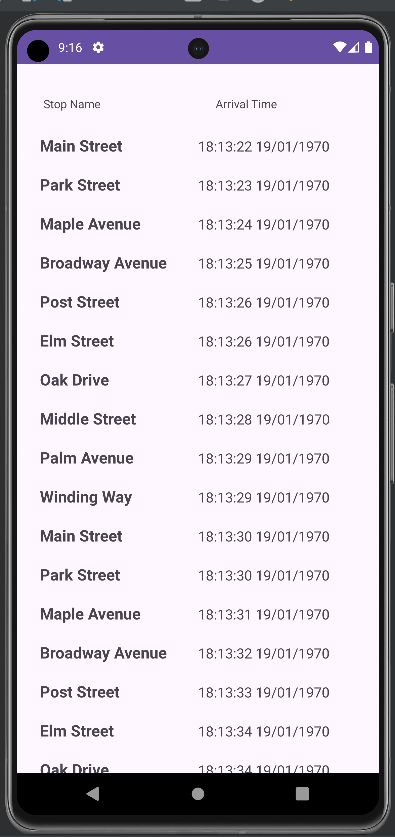 9:16
Stop Name Arrival Time
Main Street 18:13:22 19/01/1970
Park Street 18:13:23 19/01/1970
Maple Avenue 18:13:24 19/01/1970
Broadway Avenue 18:13:25 19/01/1970
Post Street 18:13:26 19/01/1970
Elm Street 18:13:26 19/01/1970
Oak Drive 18:13:27 19/01/1970
Middle Street 18:13:28 19/01/1970
Palm Avenue 18:13:29 19/01/1970
Winding Way 18:13:29 19/01/1970
Main Street 18:13:30 19/01/1970
Park Street 18:13:30 19/01/1970
Maple Avenue 18:13:31 19/01/1970
Broadway Avenue 18:13:32 19/01/1970
Post Street 18:13:33 19/01/1970
Elm Street 18:13:34 19/01/1970
Oak Drive 18:13:34 19/01/1970